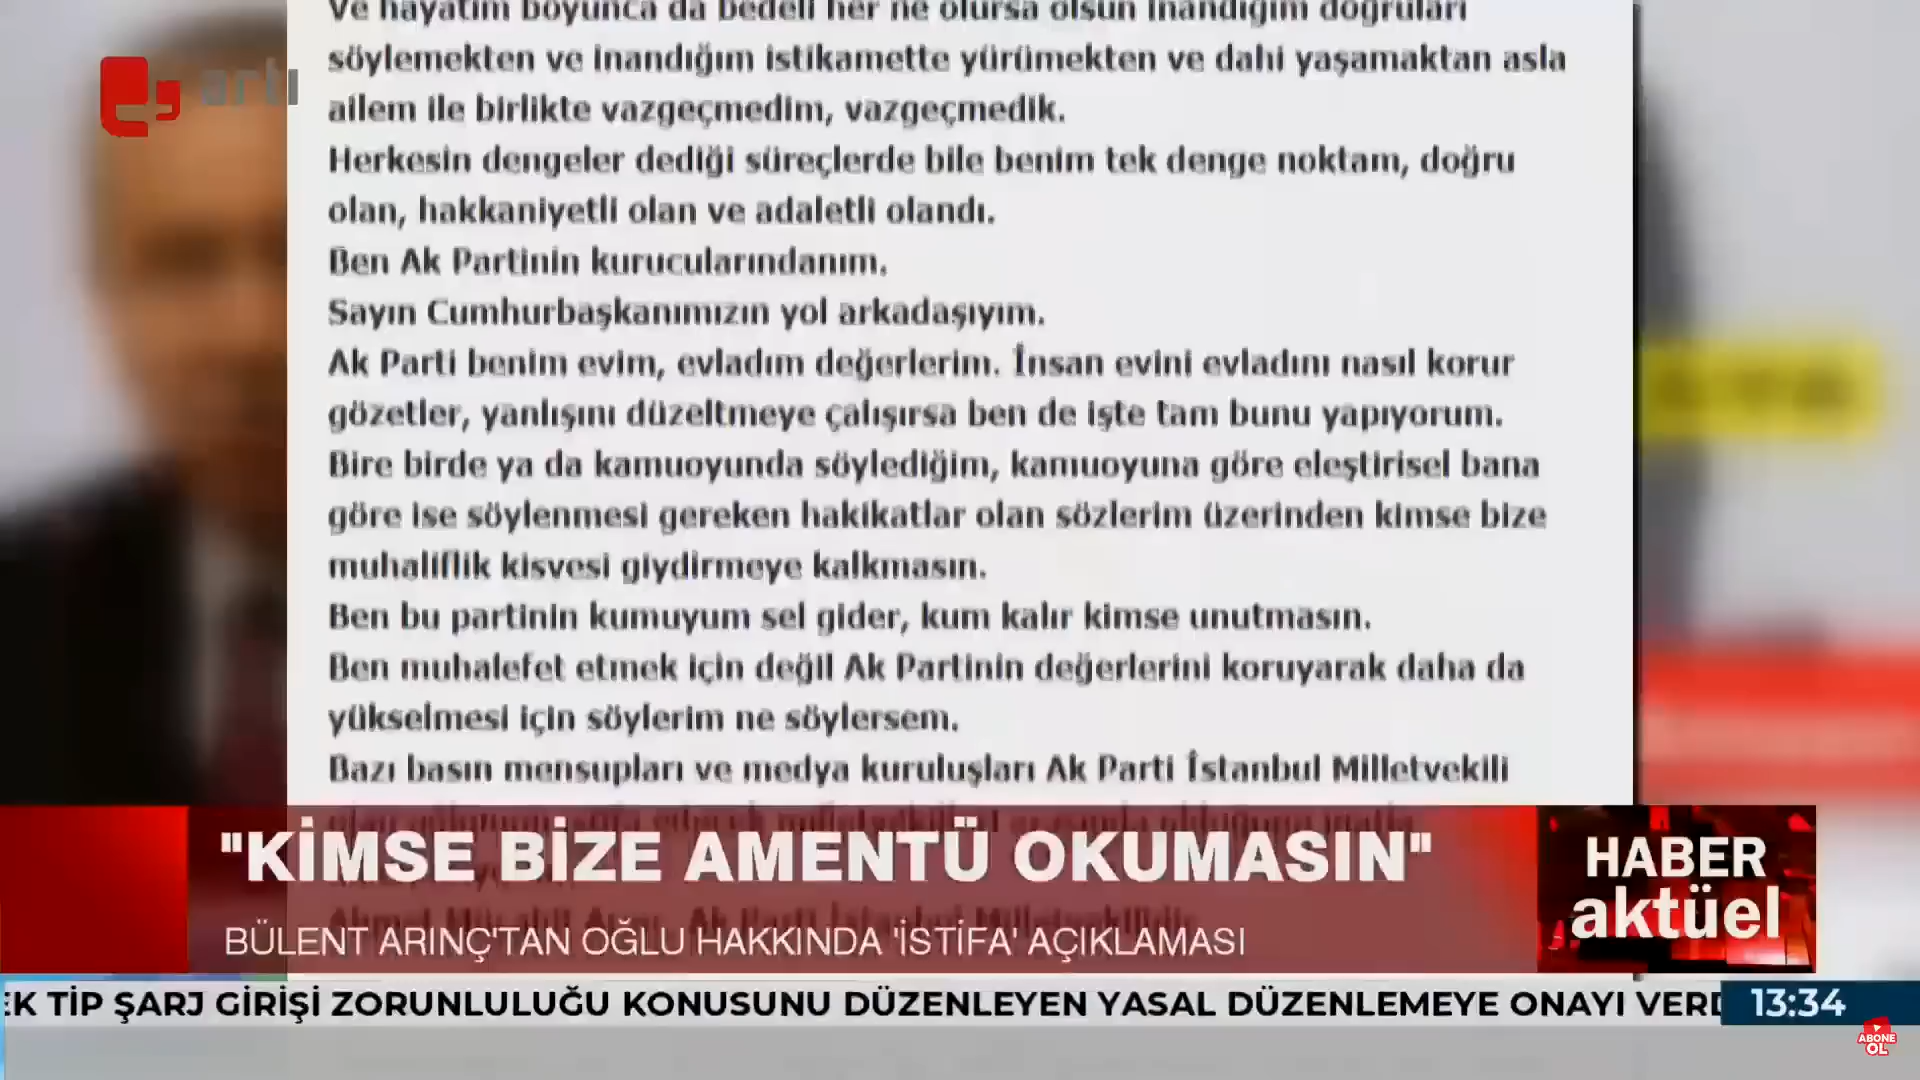 Ve hayatım boyunca da bedeli her ne olursa olsun inandığım doğruları
artı
söylemekten ve inandığım istikamette yürümekten ve dahi yaşamaktan asla
ailem ile birlikte vazgeçmedim, vazgeçmedik.
Herkesin dengeler dediği süreçlerde bile benim tek denge noktam, doğru
olan, hakkaniyetli olan ve adaletli olandı.
Ben Ak Partinin kurucularındanım.
Sayın Cumhurbaşkanımızın yol arkadaşıyım.
Ak Parti benim evim, evladım değerlerim. İnsan evini evladını nasıl korur
gözetler, yanlışını düzeltmeye çalışırsa ben de işte tam bunu yapıyorum.
Bire birde ya da kamuoyunda söylediğim, kamuoyuna göre eleştirisel bana
göre ise söylenmesi gereken hakikatlar olan sözlerim üzerinden kimse bize
muhaliflik kisvesi giydirmeye kalkmasın.
Ben bu partinin kumuyum sel gider, kum kalır kimse unutmasın.
Ben muhalefet etmek için değil Ak Partinin değerlerini koruyarak daha da
yükselmesi için söylerim ne söylersem.
Bazı basın mensupları ve medya kuruluşları Ak Parti İstanbul Milletvekili
"KİMSE BİZE AMENTÜ OKUMASIN"
HABER
aktüel
Ahmet Mücahit Arınç, Ak Parti İstanbul Milletvekilidir.
BÜLENT ARINÇ'TAN OĞLU HAKKINDA 'İSTİFA' AÇIKLAMASI
EK TİP ŞARJ GİRİŞİ ZORUNLULUĞU KONUSUNU DÜZENLEYEN YASAL DÜZENLEMEYE ONAYI VERD
13:34
ABONE
OL